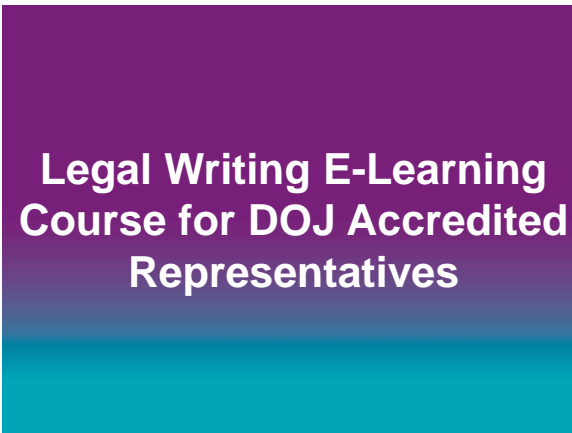 Legal Writing E-Learning
Course for DOJ Accredited
Representatives